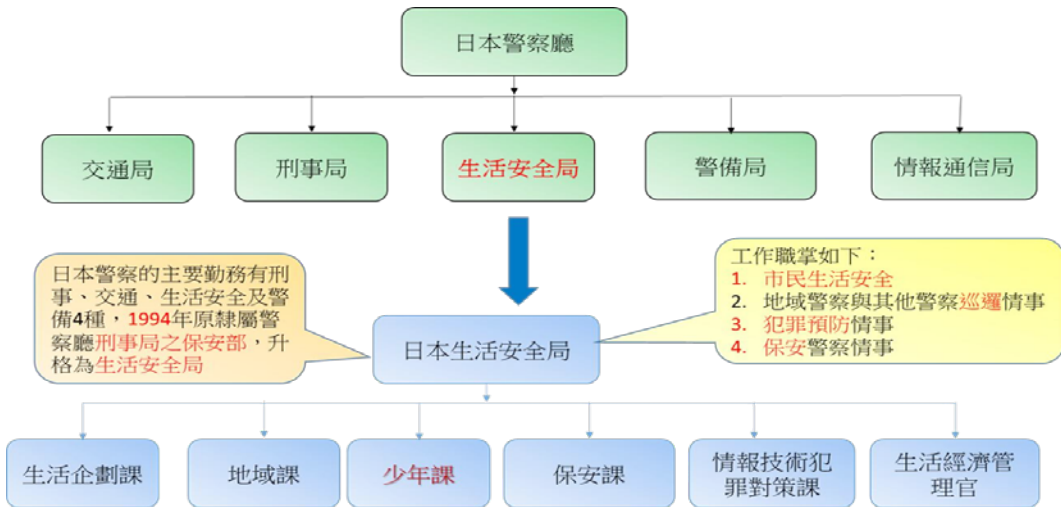 日本警察廳
交通局
刑事局
生活安全局
警備局
情報通信局
日本警察的主要勤務有刑
事、交通、生活安全及警
備4種，1994年原隸屬警
察廳刑事局之保安部，升
格為生活安全局
工作職掌如下：
1. 市民生活安全
2. 地域警察與其他警察巡邏情事
3. 犯罪預防情事
4. 保安警察情事
日本生活安全局
生活企劃課
地域課
少年課
保安課
情報技術犯
罪對策課
生活經濟管
理官